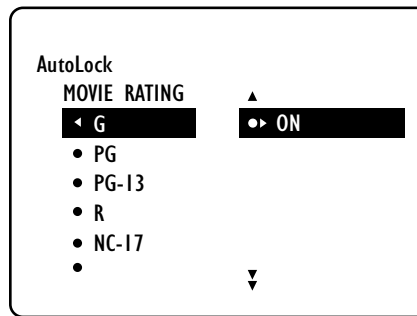 AutoLock
MOVIE RATING
G ON
PG
PG-13
R
NC-17